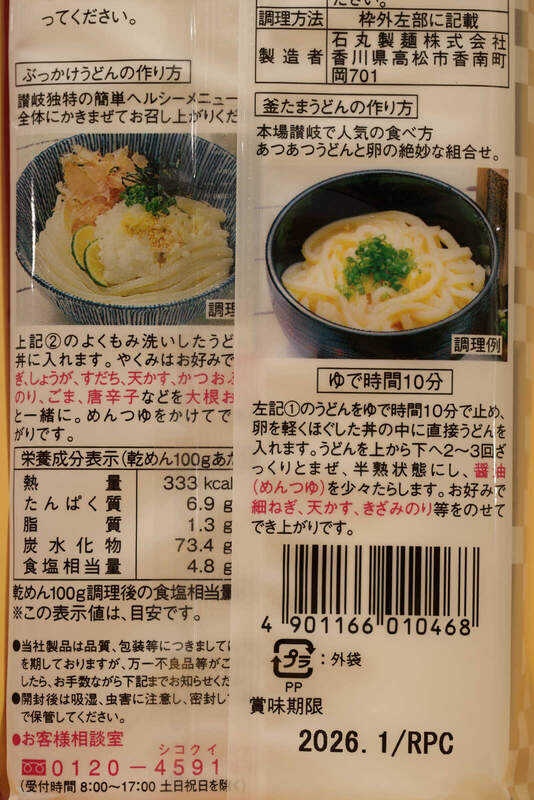 ってください。
ぶっかけうどんの作り方
讃岐独特の簡単ヘルシーメニュー
全体にかきまぜてお召し上がりくだ
調理
上記②のよくもみ洗いしたうど
丼に入れます。やくみはお好みで
ぎ、しょうが、すだち、天かす、かつおぶ
のり、ごま、唐辛子などを大根お
と一緒に。めんつゆをかけてで
がりです。
栄養成分表示(乾めん100gあた
熱量 333 kcal
たんぱく質 6.9 g
脂質 1.3 g
炭水化物 73.4 g
食塩相当量 4.8 g
乾めん100g調理後の食塩相当量
※この表示値は、目安です。
●当社製品は品質、包装等につきましては
を期しておりますが、万一不良品等がご
したら、お手数ながら下記までお知らせくだ
●開封後は吸湿、虫害に注意し、密封して
で保管してください。
●お客様相談室
シコクイ
0120-4591
(受付時間 8:00〜17:00 土日祝日を除く)
ださい。
調理方法 枠外左部に記載
製造者 石丸製麺株式会社
香川県高松市香南町
岡701
釜たまうどんの作り方
本場讃岐で人気の食べ方
あつあつうどんと卵の絶妙な組合せ。
調理例
ゆで時間10分
左記①のうどんをゆで時間10分で止め、
卵を軽くほぐした丼の中に直接うどんを
入れます。うどんを上から下へ2〜3回ざ
っくりとまぜ、半熟状態にし、醤油
(めんつゆ)を少々たらします。お好みで
細ねぎ、天かす、きざみのり等をのせて
でき上がりです。
4 901166 010468
プラ :外袋
PP
賞味期限
2026. 1/RPC